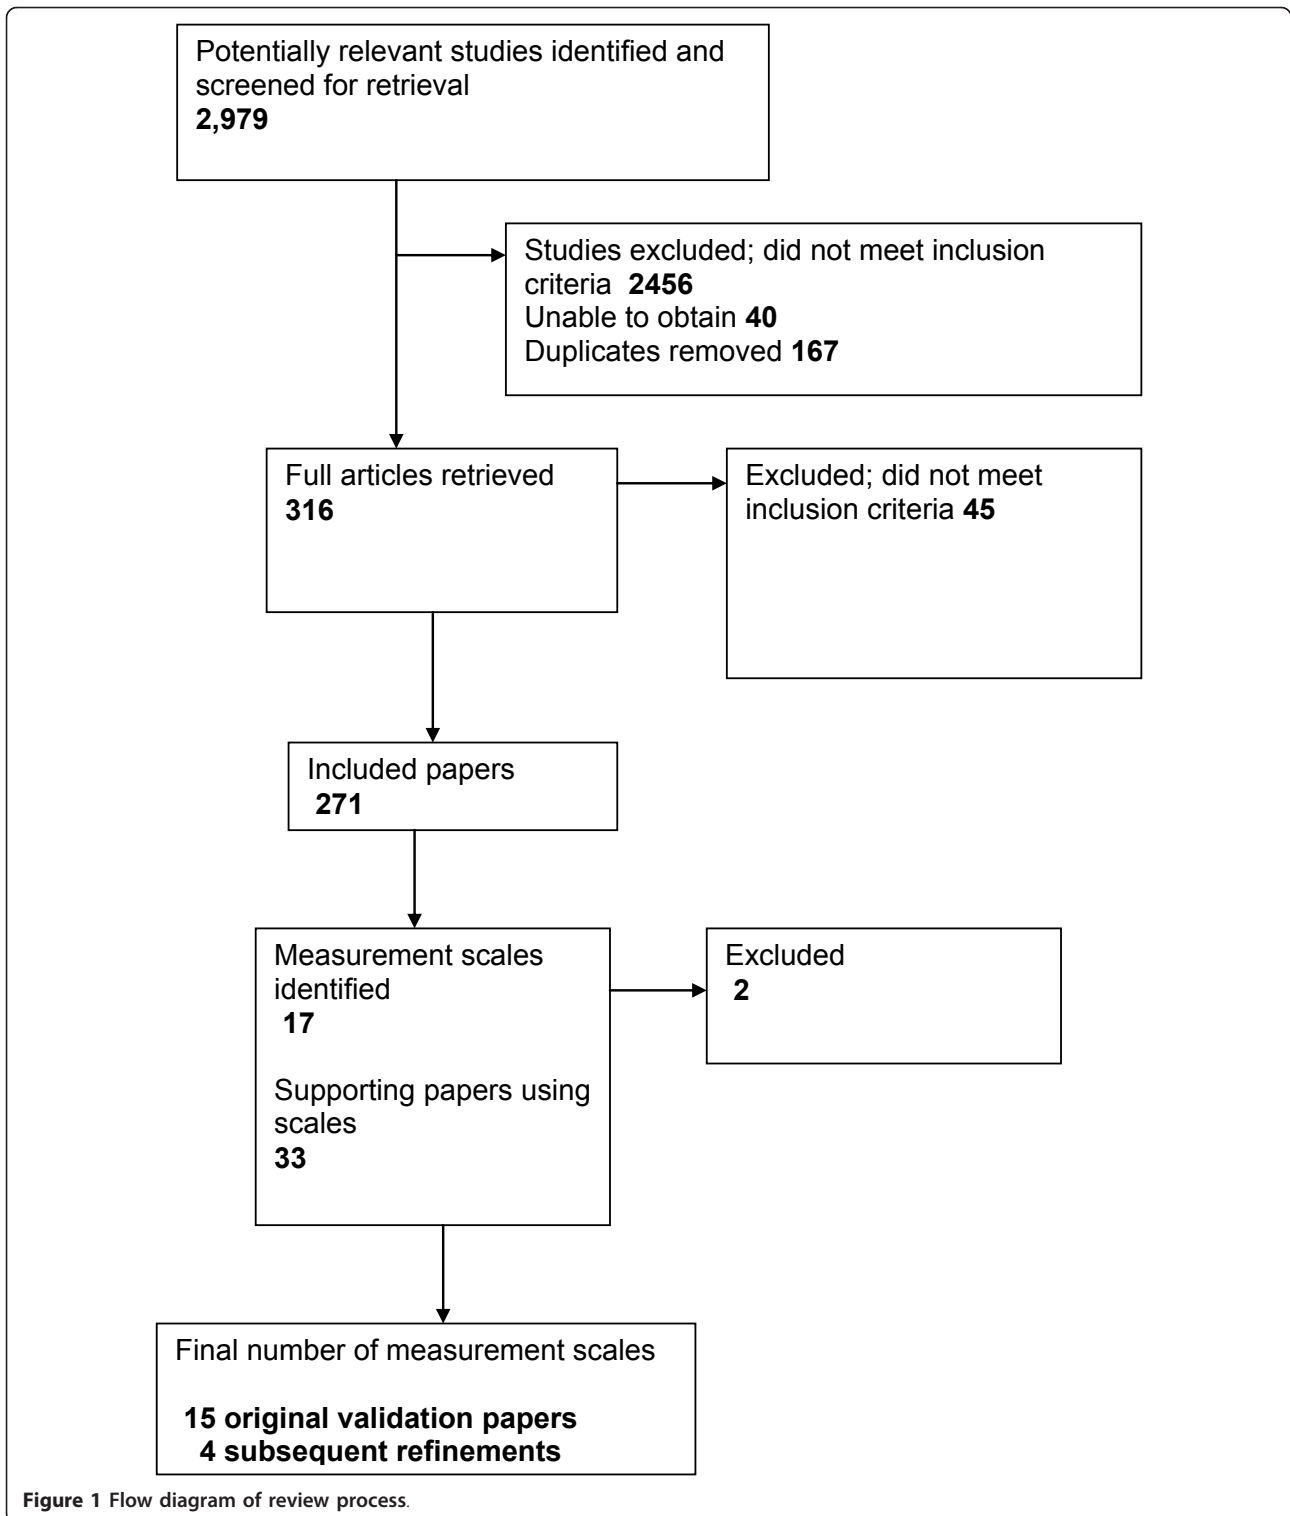 Potentially relevant studies identified and
screened for retrieval
2,979
Studies excluded; did not meet inclusion
criteria 2456
Unable to obtain 40
Duplicates removed 167
Full articles retrieved
316
Excluded; did not meet
inclusion criteria 45
Included papers
271
Measurement scales
identified
17
Supporting papers using
scales
33
Excluded
2
Final number of measurement scales
15 original validation papers
4 subsequent refinements
Figure 1 Flow diagram of review process.